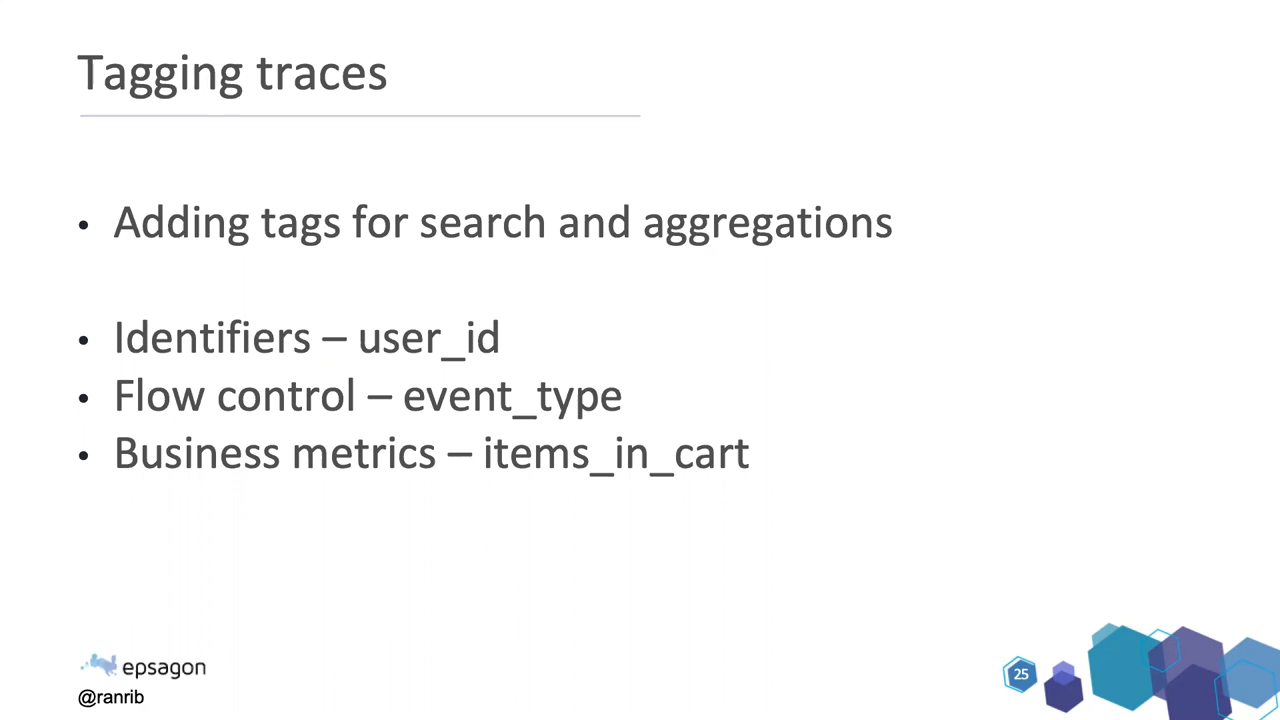 Tagging traces
• Adding tags for search and aggregations
• Identifiers – user_id
• Flow control – event_type
• Business metrics – items_in_cart
epsagon
@ranrib
25